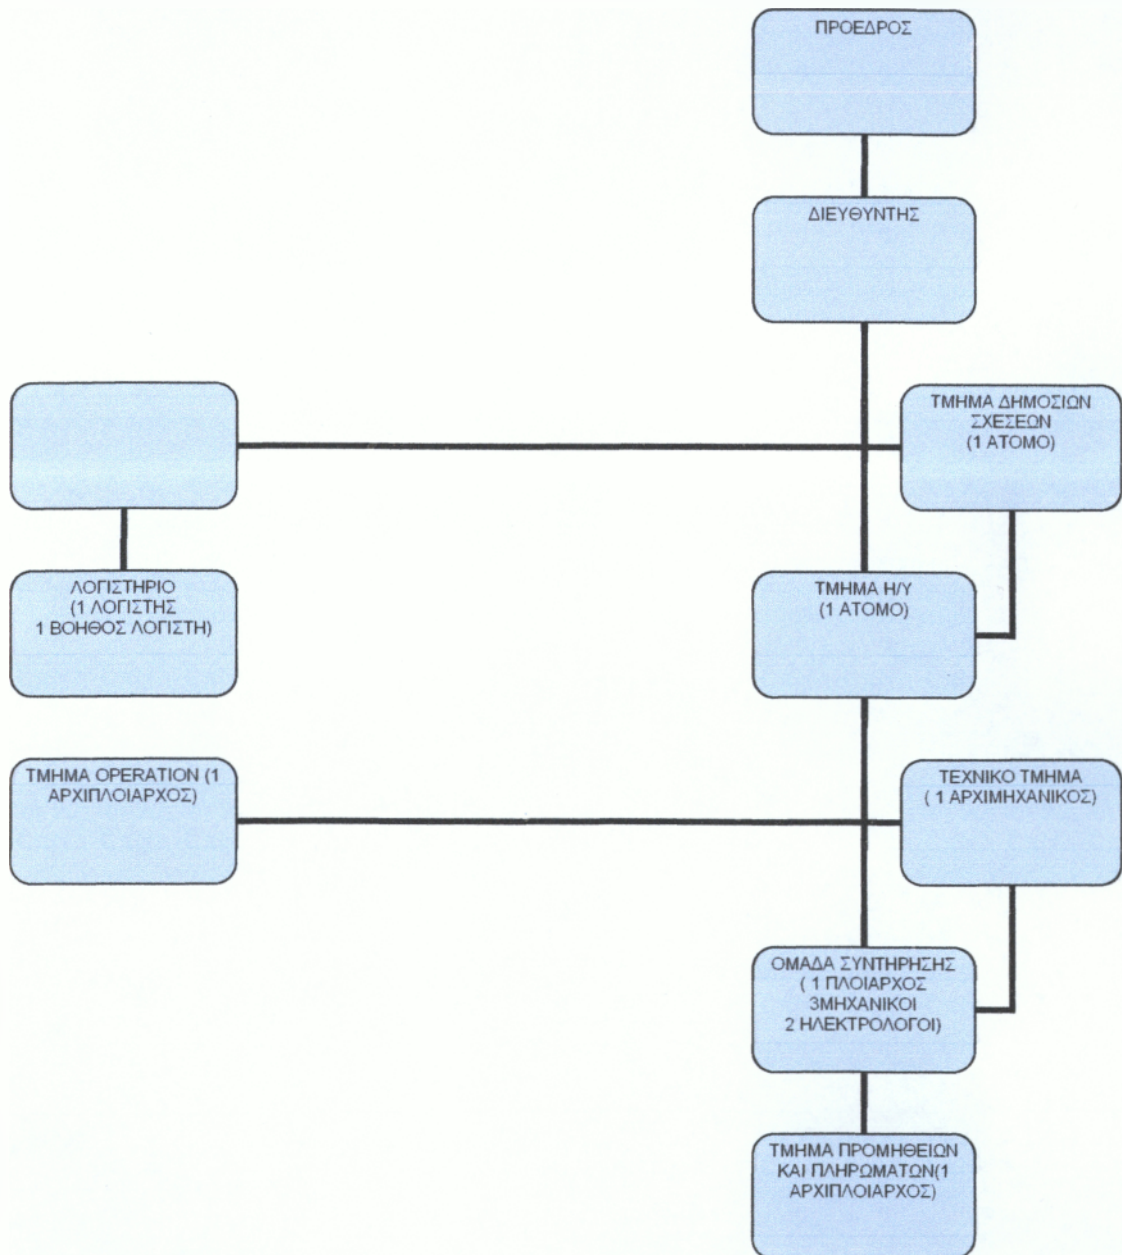 ΠΡΟΕΔΡΟΣ
ΔΙΕΥΘΥΝΤΗΣ
ΤΜΗΜΑ ΔΗΜΟΣΙΩΝ
ΣΧΕΣΕΩΝ
(1 ΑΤΟΜΟ)
ΛΟΓΙΣΤΗΡΙΟ
(1 ΛΟΓΙΣΤΗΣ
1 ΒΟΗΘΟΣ ΛΟΓΙΣΤΗ)
ΤΜΗΜΑ Η/Υ
(1 ΑΤΟΜΟ)
ΤΜΗΜΑ OPERATION (1
ΑΡΧΙΠΛΟΙΑΡΧΟΣ)
ΤΕΧΝΙΚΟ ΤΜΗΜΑ
( 1 ΑΡΧΙΜΗΧΑΝΙΚΟΣ)
ΟΜΑΔΑ ΣΥΝΤΗΡΗΣΗΣ
( 1 ΠΛΟΙΑΡΧΟΣ
3ΜΗΧΑΝΙΚΟΙ
2 ΗΛΕΚΤΡΟΛΟΓΟΙ)
ΤΜΗΜΑ ΠΡΟΜΗΘΕΙΩΝ
ΚΑΙ ΠΛΗΡΩΜΑΤΩΝ(1
ΑΡΧΙΠΛΟΙΑΡΧΟΣ)